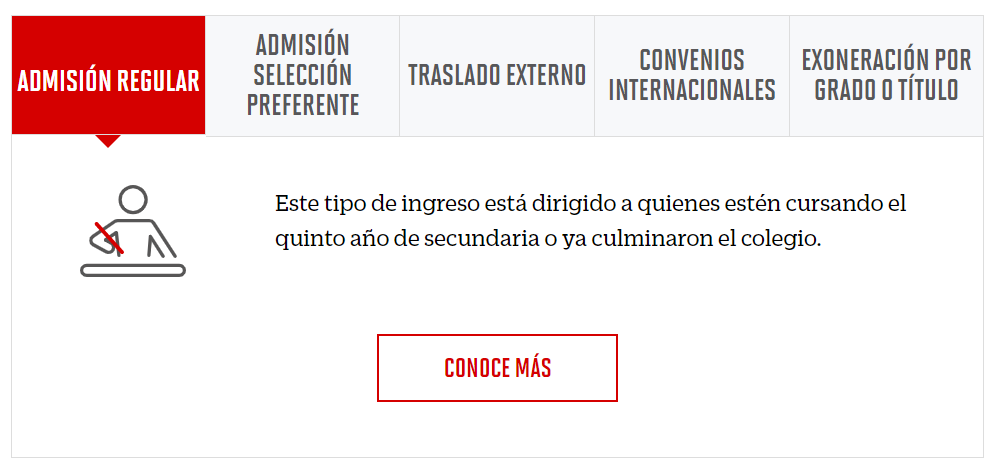 ADMISIÓN REGULAR
ADMISIÓN
SELECCIÓN
PREFERENTE
TRASLADO EXTERNO
CONVENIOS
INTERNACIONALES
EXONERACIÓN POR
GRADO O TÍTULO
Este tipo de ingreso está dirigido a quienes estén cursando el
quinto año de secundaria o ya culminaron el colegio.
CONOCE MÁS